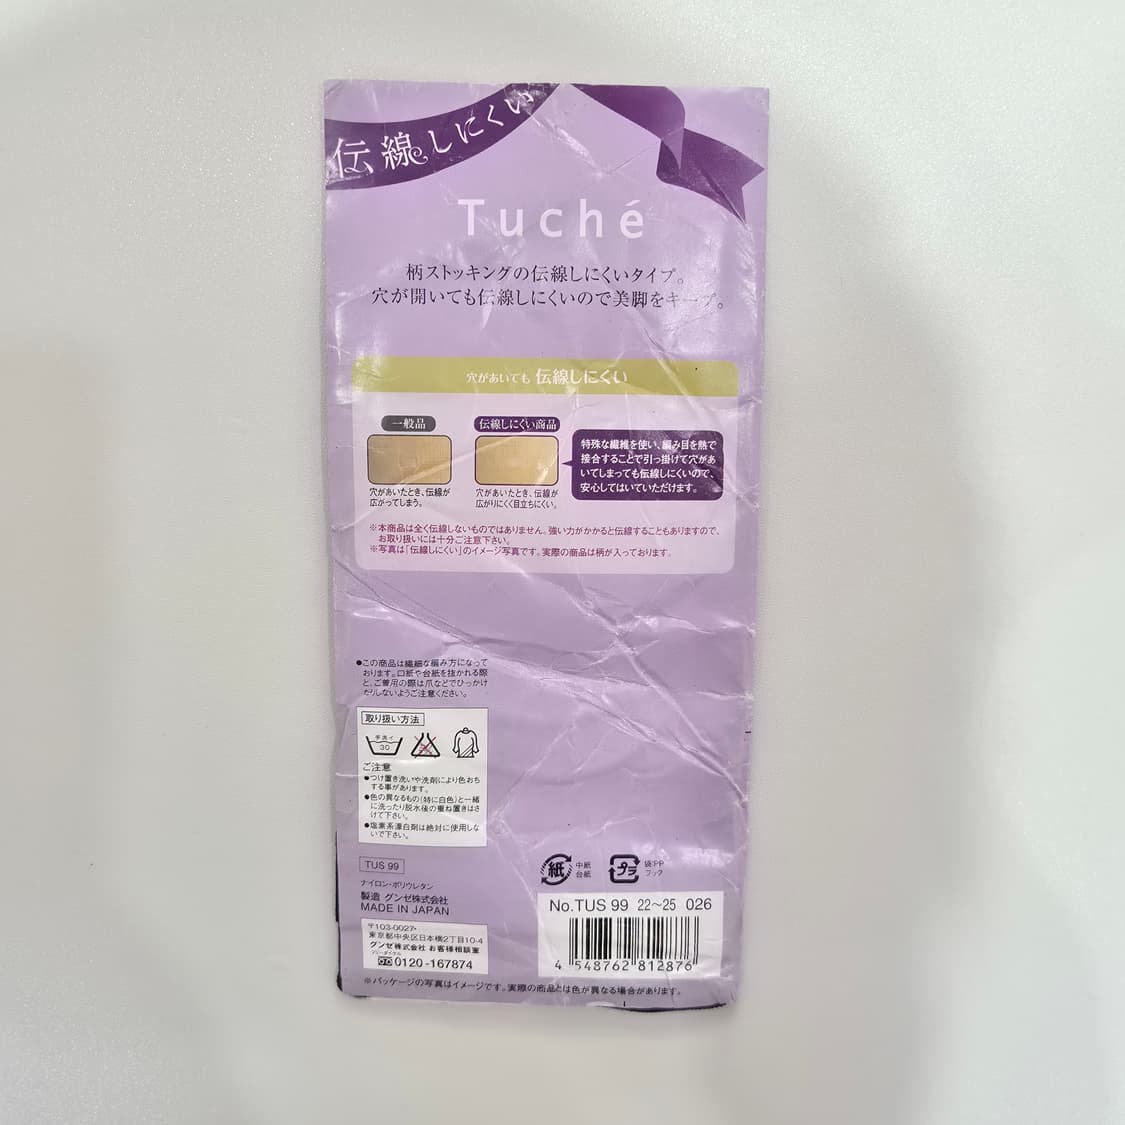 伝線しにくい
Tuché
柄ストッキングの伝線しにくいタイプ。
穴が開いても伝線しにくいので美脚をキープ。
穴があいても 伝線しにくい
一般品
穴があいたとき、伝線が
広がってしまう。
伝線しにくい商品
穴があいたとき、伝線が
広がりにくく目立ちにくい。
特殊な繊維を使い、編み目を熱で
接合することで引っ掛けて穴があ
いてしまっても伝線しにくいので、
安心してはいていただけます。
※本商品は全く伝線しないものではありません。強い力がかかると伝線することもありますので、
お取り扱いには十分ご注意下さい。
※写真は「伝線しにくい」のイメージ写真です。実際の商品は柄が入っております。
●この商品は繊細な編み方になって
おります。口紙や台紙を抜かれる際
と、ご着用の際は爪などでひっかけ
たりしないようご注意ください。
取り扱い方法
手洗イ
30
ご注意
●つけ置き洗いや洗剤により色おち
する事があります。
●色の異なるもの(特に白色)と一緒
に洗ったり脱水後の重ね置きはさ
けて下さい。
●塩素系漂白剤は絶対に使用しな
いで下さい。
TUS 99
ナイロン・ポリウレタン
製造 グンゼ株式会社
MADE IN JAPAN
〒103-0027・
東京都中央区日本橋2丁目10-4
グンゼ株式会社 お客様相談室
フリーダイヤル
0120-167874
紙
中紙
台紙
プラ
袋:PP
フック
No.TUS 99 22〜25 026
4 548762 812876
※パッケージの写真はイメージです。実際の商品とは色が異なる場合があります。